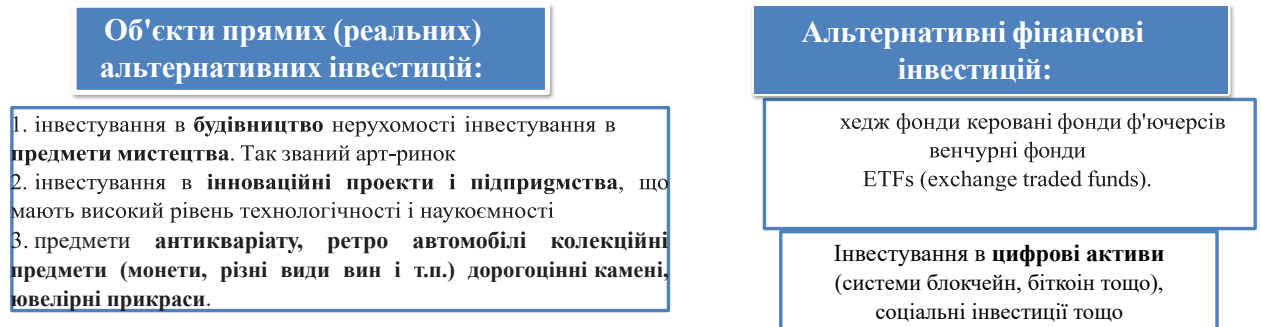 Об'єкти прямих (реальних)
альтернативних інвестицій:
1. інвестування в будівництво нерухомості інвестування в
предмети мистецтва. Так званий арт-ринок
2. інвестування в інноваційні проекти і підпригмства, що
мають високий рівень технологічності і наукоємності
3. предмети антикваріату, ретро автомобілі колекційні
предмети (монети, різні види вин і т.п.) дорогоцінні камені,
ювелірні прикраси.
Альтернативні фінансові
інвестицій:
хедж фонди керовані фонди ф'ючерсів
венчурні фонди
ETFs (exchange traded funds).
Інвестування в цифрові активи
(системи блокчейн, біткоін тощо),
соціальні інвестиції тощо